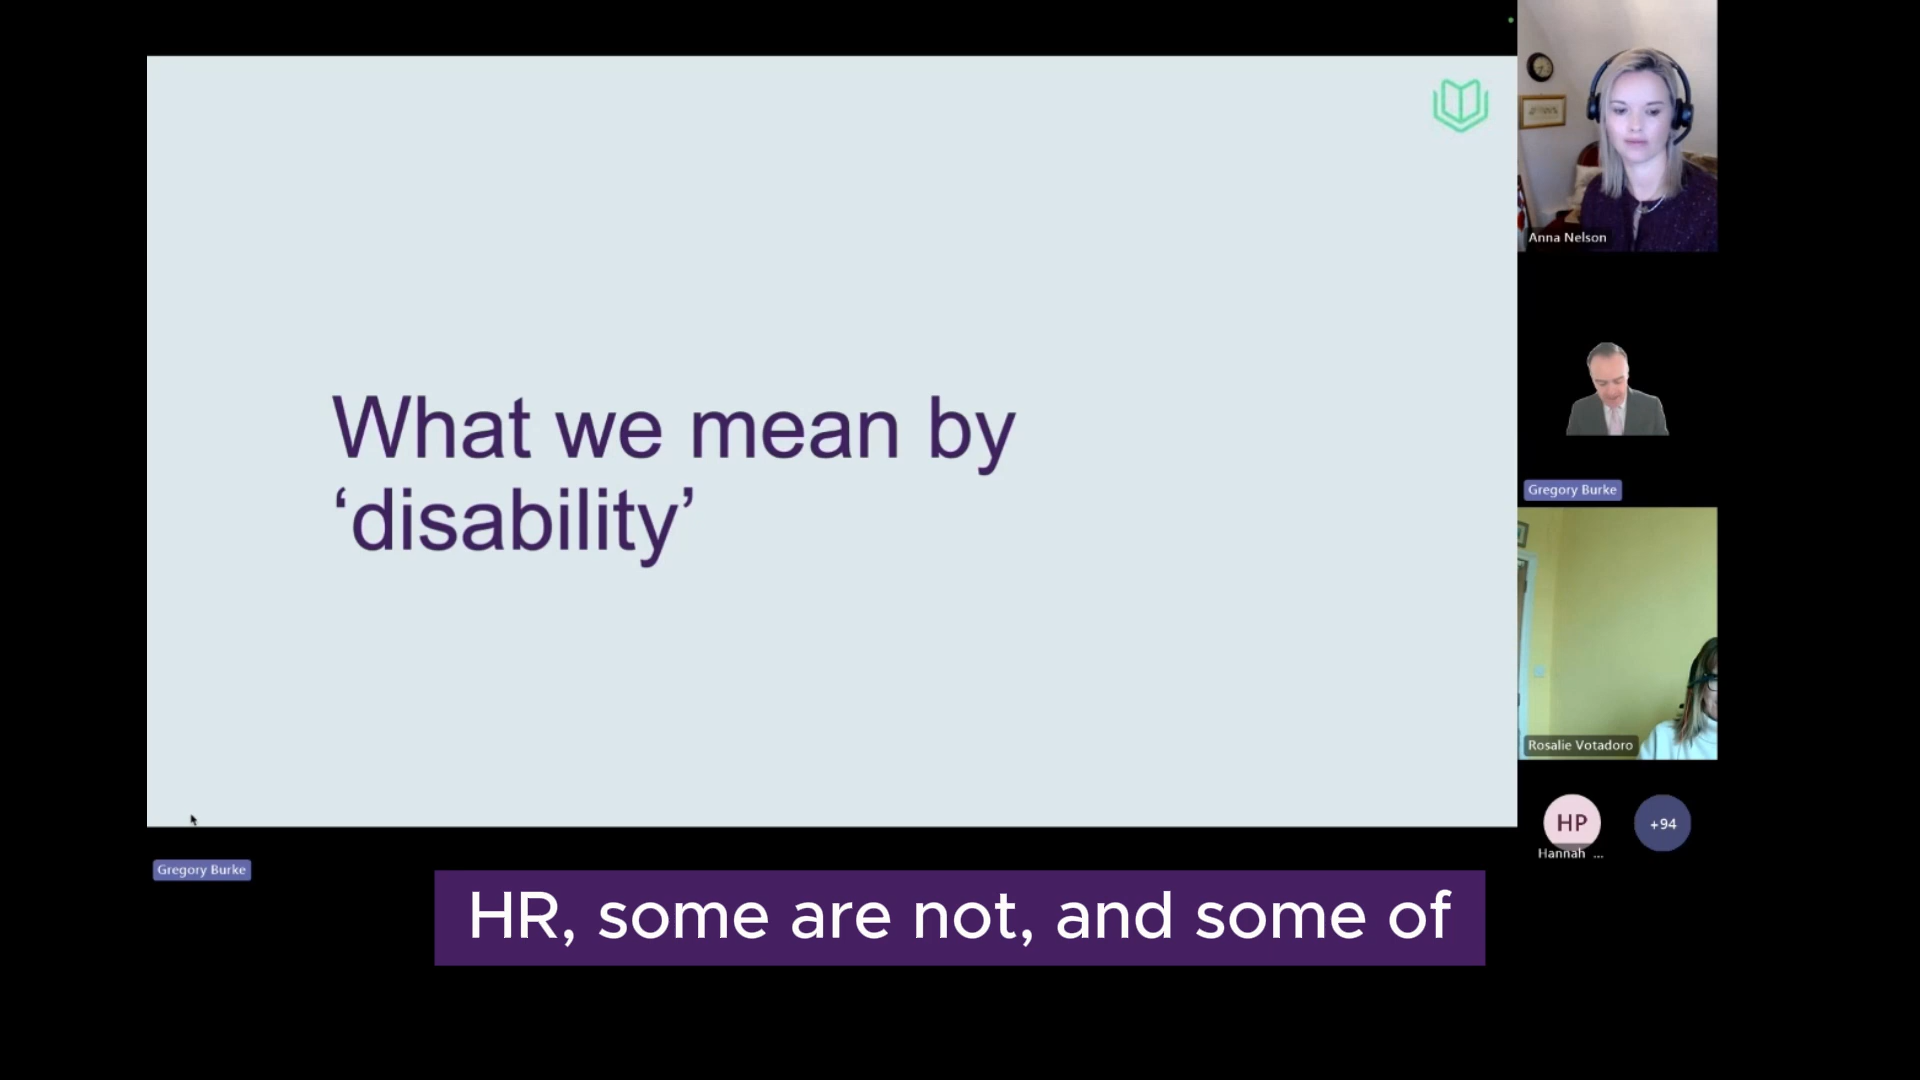 What we mean by
‘disability’
Anna Nelson
Gregory Burke
Rosalie Votadoro
HP
+94
Hannah ...
Gregory Burke
HR, some are not, and some of